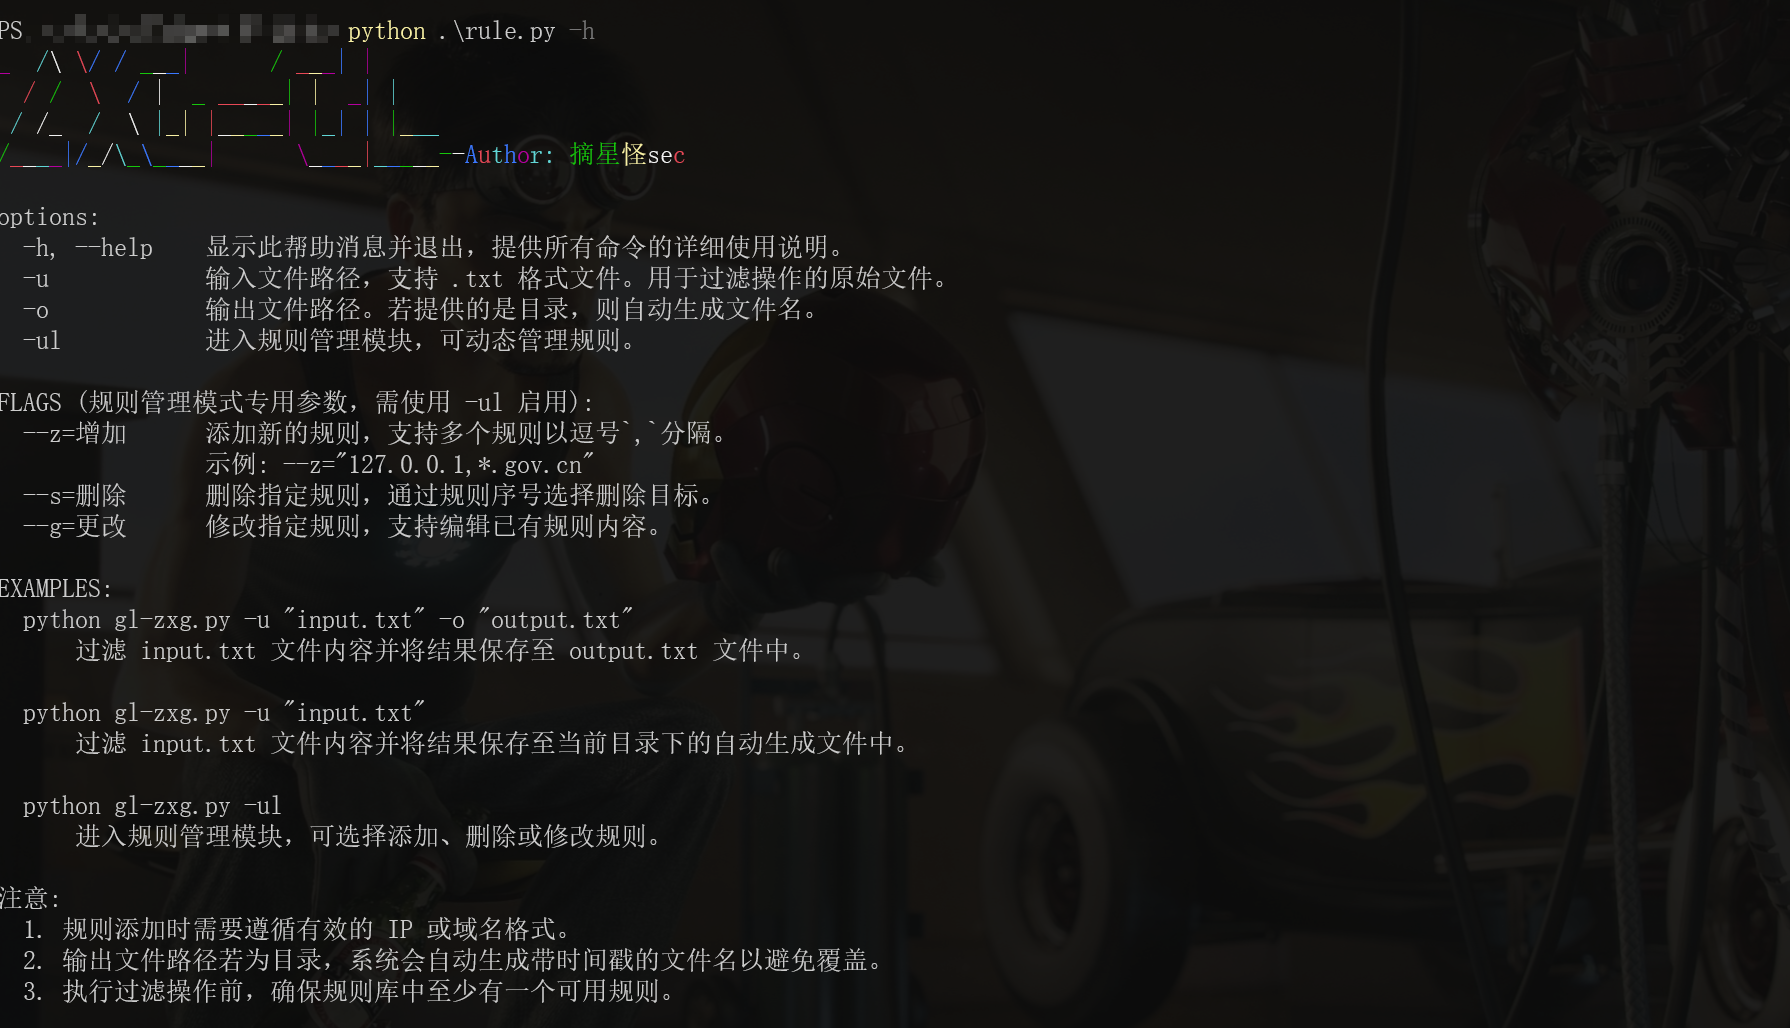 PS python .\rule.py -h
--Author: 摘星怪sec
options:
-h, --help 显示此帮助消息并退出，提供所有命令的详细使用说明。
-u 输入文件路径，支持 .txt 格式文件。用于过滤操作的原始文件。
-o 输出文件路径。若提供的是目录，则自动生成文件名。
-ul 进入规则管理模块，可动态管理规则。
FLAGS (规则管理模式专用参数，需使用 -ul 启用):
--z=增加 添加新的规则，支持多个规则以逗号`,`分隔。
示例: --z="127.0.0.1,*.gov.cn"
--s=删除 删除指定规则，通过规则序号选择删除目标。
--g=更改 修改指定规则，支持编辑已有规则内容。
EXAMPLES:
python gl-zxg.py -u "input.txt" -o "output.txt"
过滤 input.txt 文件内容并将结果保存至 output.txt 文件中。
python gl-zxg.py -u "input.txt"
过滤 input.txt 文件内容并将结果保存至当前目录下的自动生成文件中。
python gl-zxg.py -ul
进入规则管理模块，可选择添加、删除或修改规则。
注意:
1. 规则添加时需要遵循有效的 IP 或域名格式。
2. 输出文件路径若为目录，系统会自动生成带时间戳的文件名以避免覆盖。
3. 执行过滤操作前，确保规则库中至少有一个可用规则。